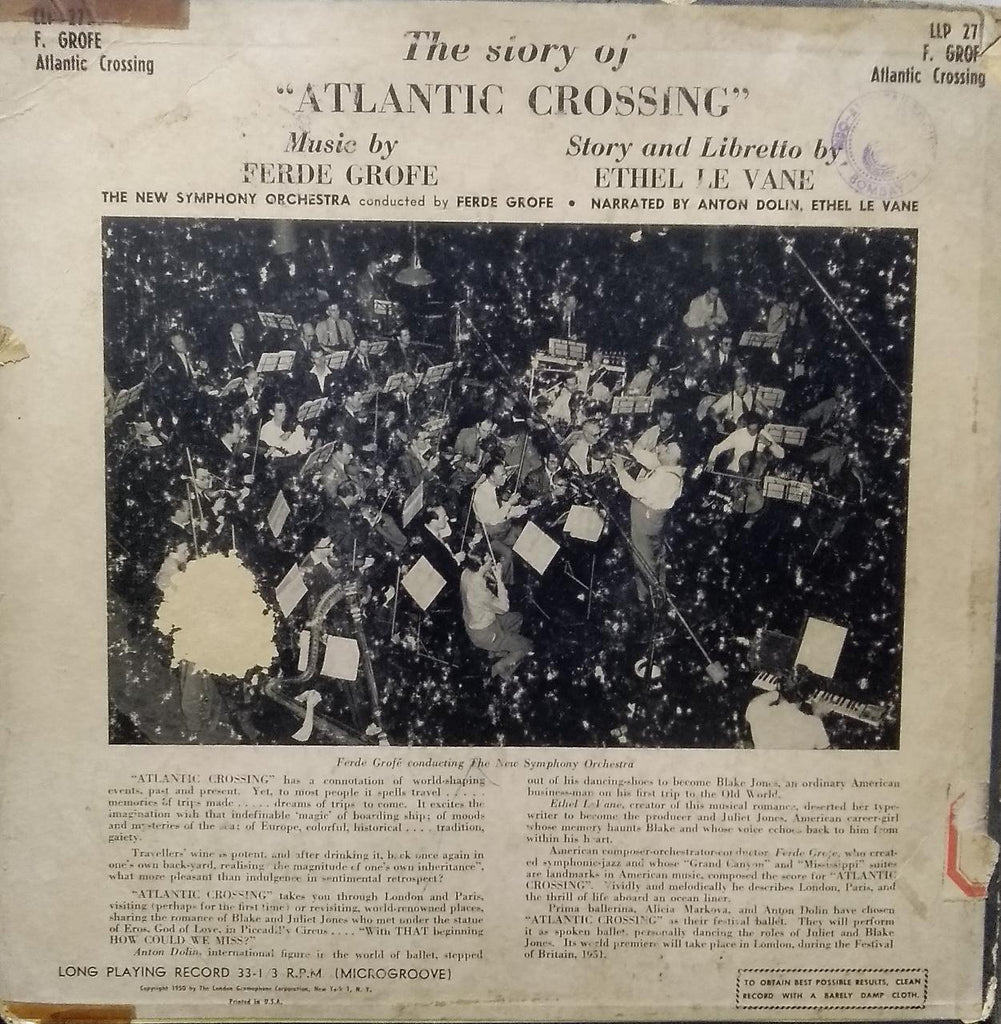 LLP 27
F. GROFE
Atlantic Crossing
LLP 27
F. GROF
Atlantic Crossing
The story of
"ATLANTIC CROSSING"
Music by
FERDE GROFE
Story and Libretto by
ETHEL LE VANE
BOMBAY
THE NEW SYMPHONY ORCHESTRA conducted by FERDE GROFE • NARRATED BY ANTON DOLIN, ETHEL LE VANE
Ferde Grofé conducting The New Symphony Orchestra
"ATLANTIC CROSSING" has a connotation of world-shaping
events, past and present. Yet, to most people it spells travel . . . . .
memories of trips made . . . . . dreams of trips to come. It excites the
imagination with that indefinable 'magic' of boarding ship; of moods
and mysteries of the sea; of Europe, colorful, historical . . . . tradition,
gaiety.
Travellers' wine is potent, and after drinking it, back once again in
one's own back-yard, realising "the magnitude of one's own inheritance",
what more pleasant than indulgence in sentimental retrospect?
"ATLANTIC CROSSING" takes you through London and Paris,
visiting (perhaps for the first time) or revisiting, world-renowned places,
sharing the romance of Blake and Juliet Jones who met under the statue
of Eros, God of Love, in Picadilly Circus . . . . "With THAT beginning
HOW COULD WE MISS?"
Anton Dolin, international figure in the world of ballet, stepped
out of his dancing-shoes to become Blake Jones, an ordinary American
business-man on his first trip to the Old World.
Ethel Le Vane, creator of this musical romance, deserted her type-
writer to become the producer and Juliet Jones, American career-girl
whose memory haunts Blake and whose voice echoes back to him from
within his heart.
American composer-orchestrator-conductor Ferde Grofe, who creat-
ed symphonic-jazz and whose "Grand Canyon" and "Mississippi" suites
are landmarks in American music, composed the score for "ATLANTIC
CROSSING". Vividly and melodically he describes London, Paris, and
the thrill of life aboard an ocean liner.
Prima ballerina, Alicia Markova, and Anton Dolin have chosen
"ATLANTIC CROSSING" as their festival ballet. They will perform
it as spoken ballet, personally dancing the roles of Juliet and Blake
Jones. Its world premiere will take place in London, during the Festival
of Britain, 1951.
LONG PLAYING RECORD 33-1/3 R.P.M (MICROGROOVE)
Copyright 1950 by The London Gramophone Corporation, New York 1, N. Y.
Printed in U.S.A.
TO OBTAIN BEST POSSIBLE RESULTS, CLEAN
RECORD WITH A BARELY DAMP CLOTH.